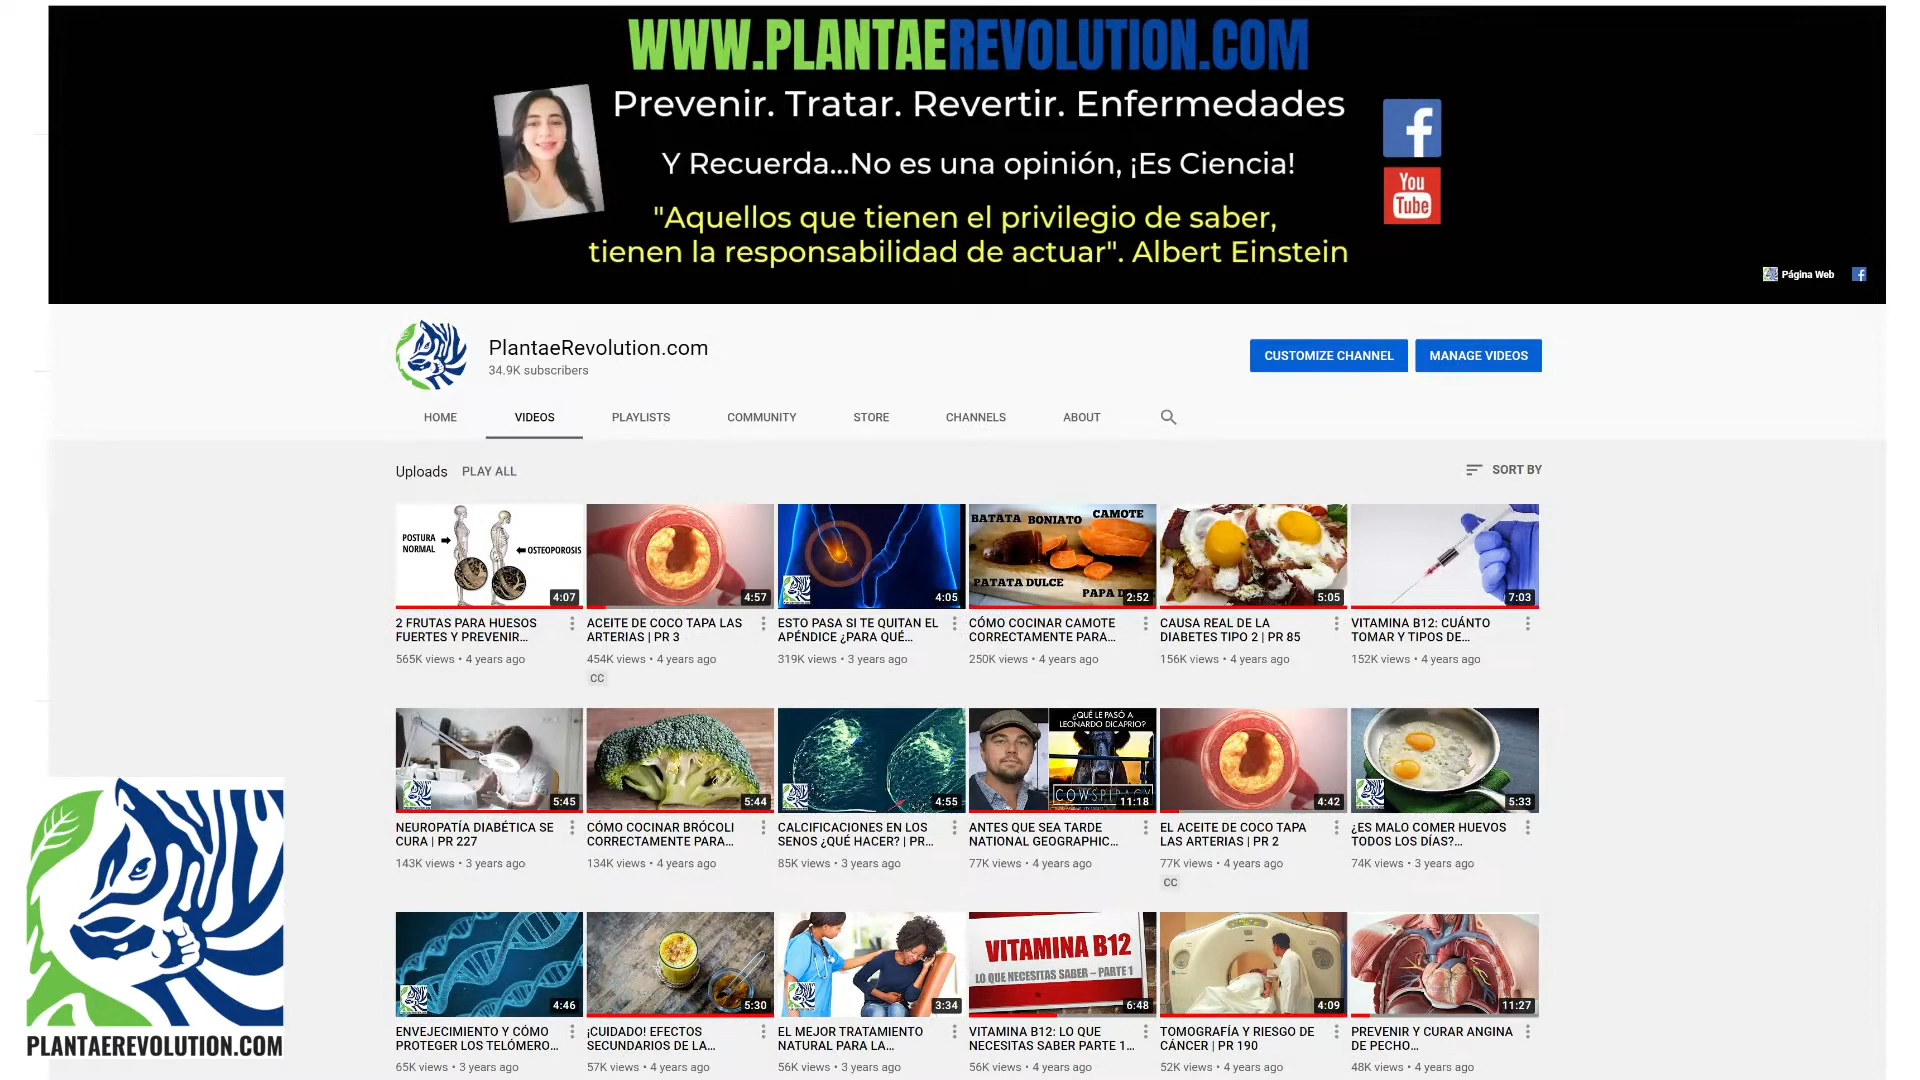 WWW.PLANTAEREVOLUTION.COM
Prevenir. Tratar. Revertir. Enfermedades
Y Recuerda...No es una opinión, ¡Es Ciencia!
"Aquellos que tienen el privilegio de saber,
tienen la responsabilidad de actuar". Albert Einstein
You
Tube
Página Web
PlantaeRevolution.com
34.9K subscribers
CUSTOMIZE CHANNEL
MANAGE VIDEOS
HOME VIDEOS PLAYLISTS COMMUNITY STORE CHANNELS ABOUT
Uploads PLAY ALL
SORT BY
POSTURA
NORMAL
OSTEOPOROSIS
4:07
2 FRUTAS PARA HUESOS
FUERTES Y PREVENIR...
565K views • 4 years ago
4:57
ACEITE DE COCO TAPA LAS
ARTERIAS | PR 3
454K views • 4 years ago
CC
4:05
ESTO PASA SI TE QUITAN EL
APÉNDICE ¿PARA QUÉ...
319K views • 3 years ago
BATATA BONIATO CAMOTE
PATATA DULCE
PAPA D
2:52
CÓMO COCINAR CAMOTE
CORRECTAMENTE PARA...
250K views • 4 years ago
5:05
CAUSA REAL DE LA
DIABETES TIPO 2 | PR 85
156K views • 4 years ago
7:03
VITAMINA B12: CUÁNTO
TOMAR Y TIPOS DE...
152K views • 4 years ago
5:45
NEUROPATÍA DIABÉTICA SE
CURA | PR 227
143K views • 3 years ago
5:44
CÓMO COCINAR BRÓCOLI
CORRECTAMENTE PARA...
134K views • 4 years ago
4:55
CALCIFICACIONES EN LOS
SENOS ¿QUÉ HACER? | PR...
85K views • 3 years ago
¿QUÉ LE PASÓ A
LEONARDO DICAPRIO?
COWSPIRACY
11:18
ANTES QUE SEA TARDE
NATIONAL GEOGRAPHIC...
77K views • 4 years ago
4:42
EL ACEITE DE COCO TAPA
LAS ARTERIAS | PR 2
77K views • 4 years ago
CC
5:33
¿ES MALO COMER HUEVOS
TODOS LOS DÍAS?...
74K views • 3 years ago
4:46
ENVEJECIMIENTO Y CÓMO
PROTEGER LOS TELÓMERO...
65K views • 3 years ago
5:30
¡CUIDADO! EFECTOS
SECUNDARIOS DE LA...
57K views • 4 years ago
3:34
EL MEJOR TRATAMIENTO
NATURAL PARA LA...
56K views • 3 years ago
VITAMINA B12
LO QUE NECESITAS SABER – PARTE 1
6:48
VITAMINA B12: LO QUE
NECESITAS SABER PARTE 1...
56K views • 4 years ago
4:09
TOMOGRAFÍA Y RIESGO DE
CÁNCER | PR 190
52K views • 4 years ago
11:27
PREVENIR Y CURAR ANGINA
DE PECHO...
48K views • 4 years ago
PLANTAEREVOLUTION.COM